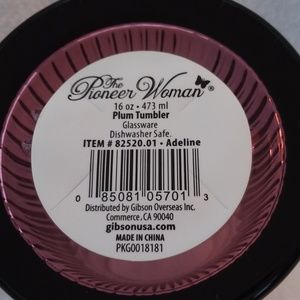 The
Pioneer Woman®
16 oz • 473 ml
Plum Tumbler
Glassware
Dishwasher Safe.
ITEM # 82520.01 • Adeline
0 85081 05701 3
Distributed by Gibson Overseas Inc.
Commerce, CA 90040
gibsonusa.com
MADE IN CHINA
PKG0018181